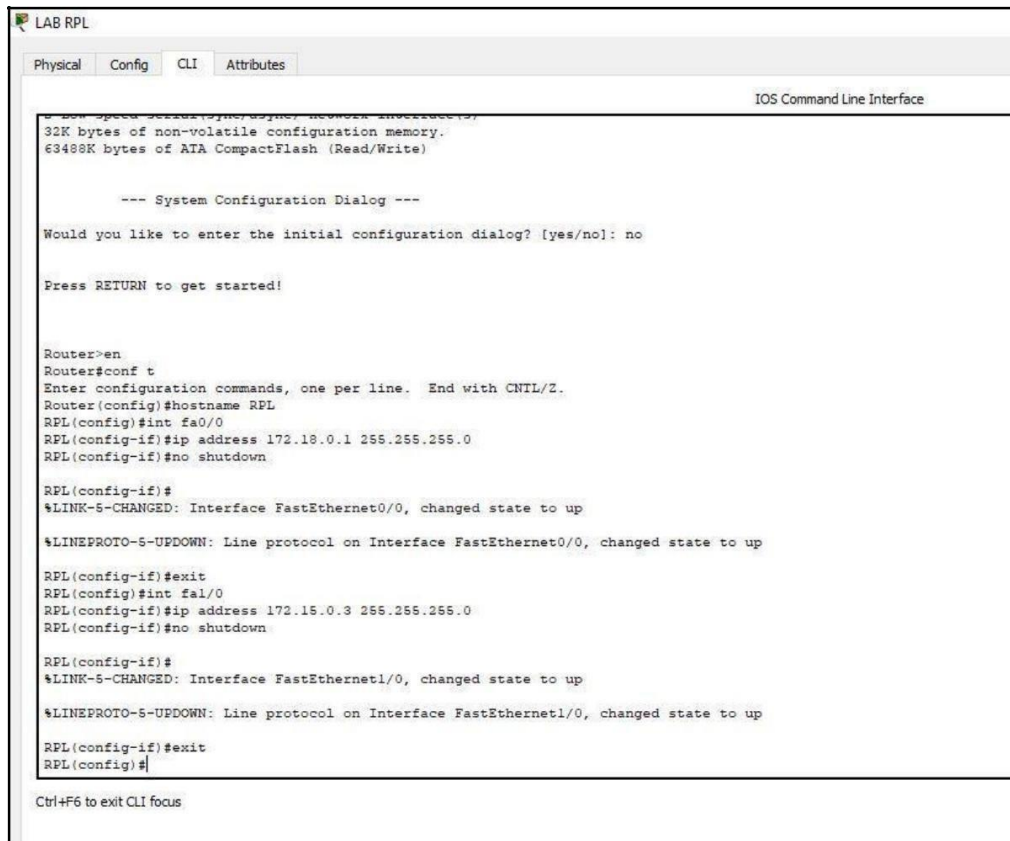 LAB RPL
Physical Config CLI Attributes
IOS Command Line Interface
32K bytes of non-volatile configuration memory.
63488K bytes of ATA CompactFlash (Read/Write)
--- System Configuration Dialog ---
Would you like to enter the initial configuration dialog? [yes/no]: no
Press RETURN to get started!
Router>en
Router#conf t
Enter configuration commands, one per line. End with CNTL/Z.
Router(config)#hostname RPL
RPL(config)#int fa0/0
RPL(config-if)#ip address 172.18.0.1 255.255.255.0
RPL(config-if)#no shutdown
RPL(config-if)#
%LINK-5-CHANGED: Interface FastEthernet0/0, changed state to up
%LINEPROTO-5-UPDOWN: Line protocol on Interface FastEthernet0/0, changed state to up
RPL(config-if)#exit
RPL(config)#int fa1/0
RPL(config-if)#ip address 172.15.0.3 255.255.255.0
RPL(config-if)#no shutdown
RPL(config-if)#
%LINK-5-CHANGED: Interface FastEthernet1/0, changed state to up
%LINEPROTO-5-UPDOWN: Line protocol on Interface FastEthernet1/0, changed state to up
RPL(config-if)#exit
RPL(config)#
Ctrl+F6 to exit CLI focus